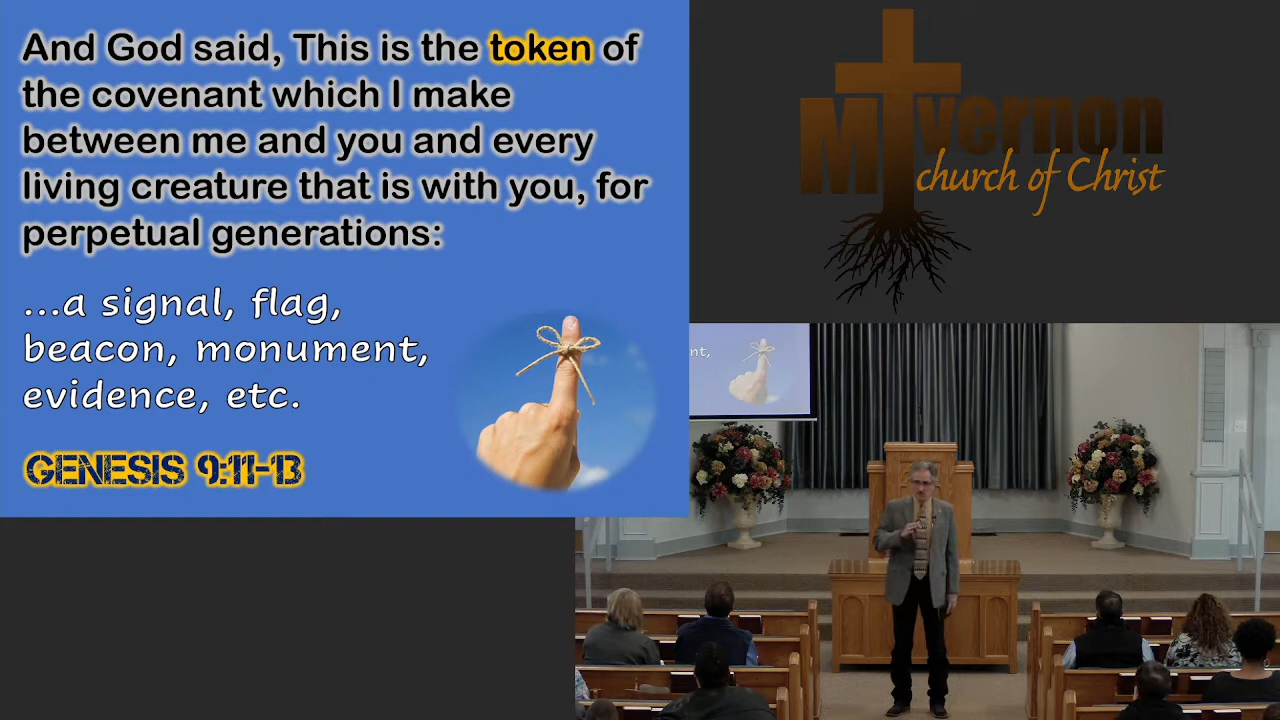 And God said, This is the token of
the covenant which I make
between me and you and every
living creature that is with you, for
perpetual generations:
...a signal, flag,
beacon, monument,
evidence, etc.
GENESIS 9:11-13
MT vernon
church of Christ
nt,